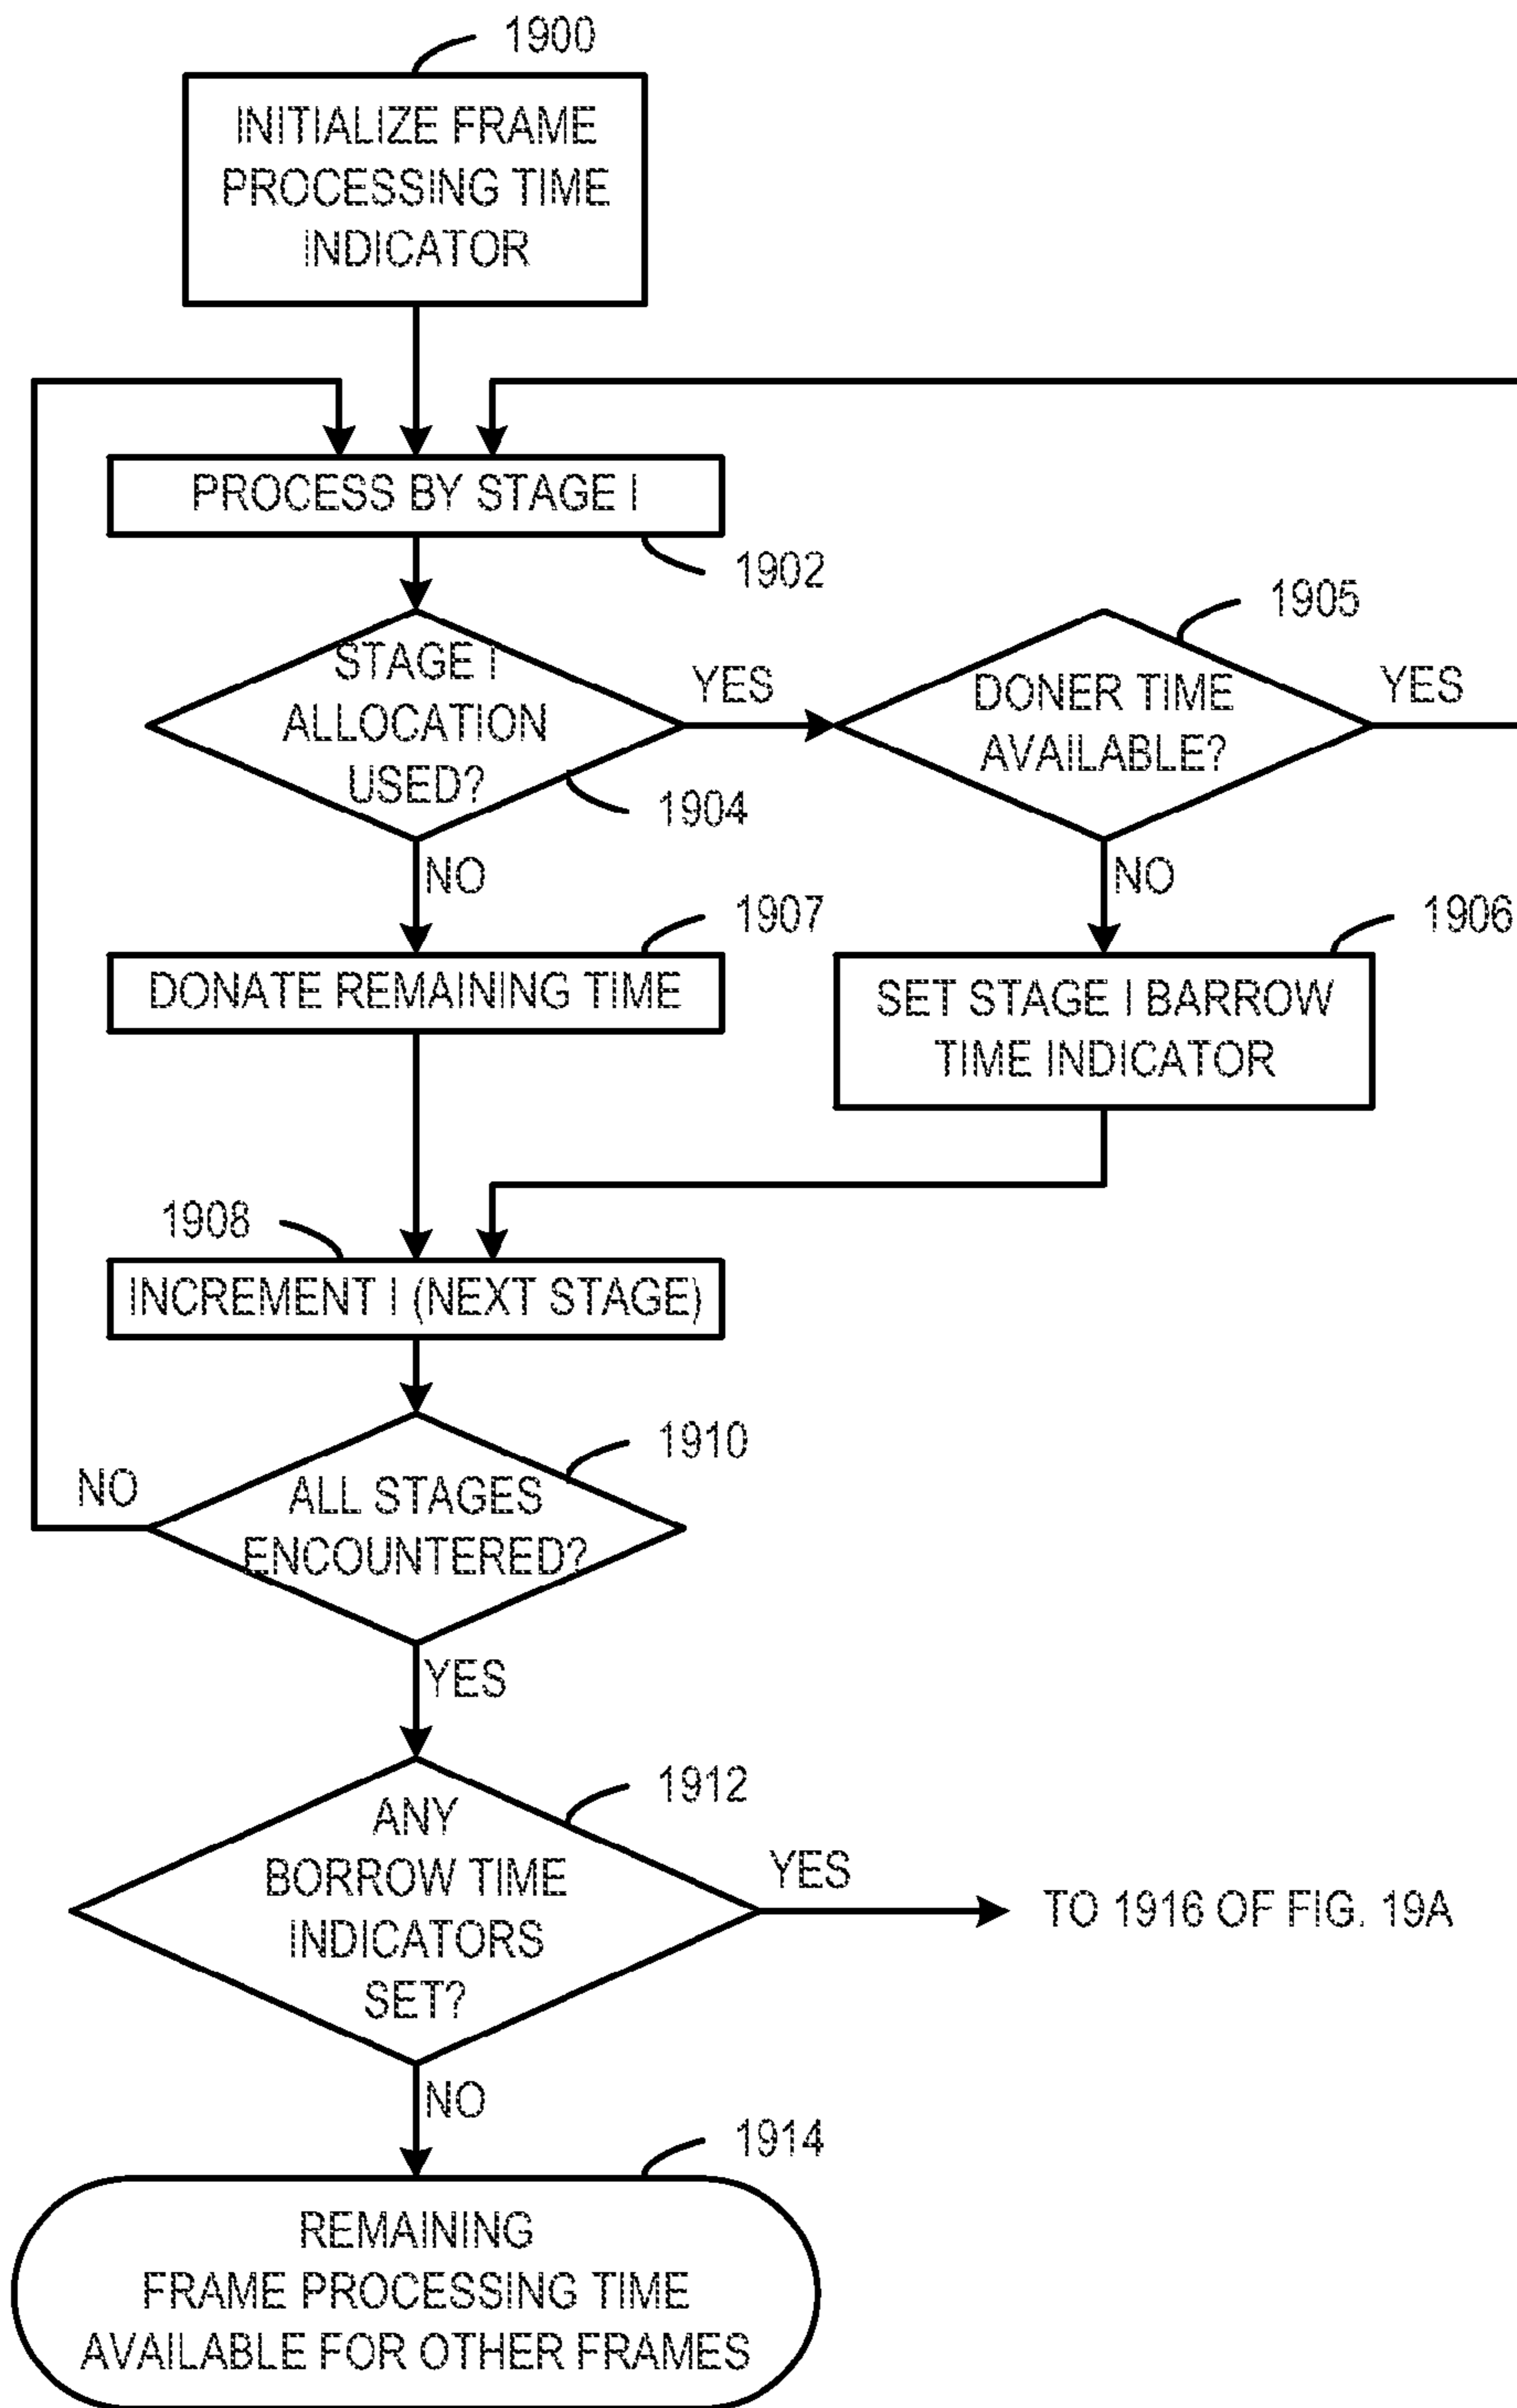 1900
INITIALIZE FRAME
PROCESSING TIME
INDICATOR
PROCESS BY STAGE I
1902
1905
STAGE I
ALLOCATION
USED?
YES
DONER TIME
AVAILABLE?
YES
1904
NO
NO
1907
1906
DONATE REMAINING TIME
SET STAGE I BARROW
TIME INDICATOR
1908
INCREMENT I (NEXT STAGE)
1910
NO
ALL STAGES
ENCOUNTERED?
YES
1912
ANY
BORROW TIME
INDICATORS
SET?
YES
TO 1916 OF FIG. 19A
NO
1914
REMAINING
FRAME PROCESSING TIME
AVAILABLE FOR OTHER FRAMES